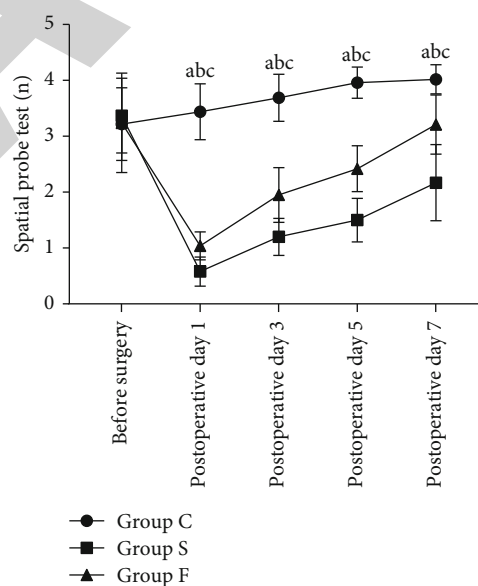 5
4
3
2
1
0
Spatial probe test (n)
abc
abc
abc
abc
Before surgery
Postoperative day 1
Postoperative day 3
Postoperative day 5
Postoperative day 7
Group C
Group S
Group F